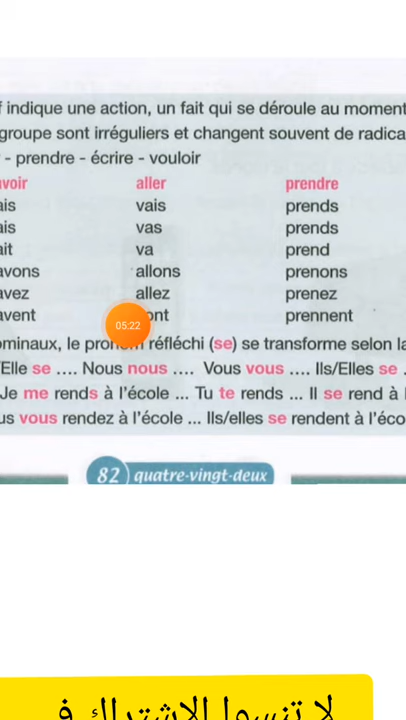 f indique une action, un fait qui se déroule au moment
groupe sont irréguliers et changent souvent de radica
- prendre - écrire - vouloir
voir aller prendre
ais vais prends
ais vas prends
ait va prend
avons allons prenons
avez allez prenez
avent ont prennent
05:22
ominaux, le pronom réfléchi (se) se transforme selon la
/Elle se .... Nous nous .... Vous vous .... Ils/Elles se .
Je me rends à l'école ... Tu te rends ... Il se rend à l
us vous rendez à l'école ... Ils/elles se rendent à l'éco
82 quatre-vingt-deux
لا تنسوا الاشتراك ف